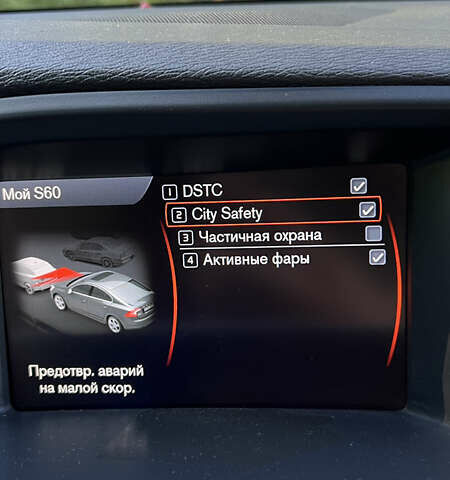 Мой S60
1 DSTC
2 City Safety
3 Частичная охрана
4 Активные фары
Предотвр. аварий
на малой скор.